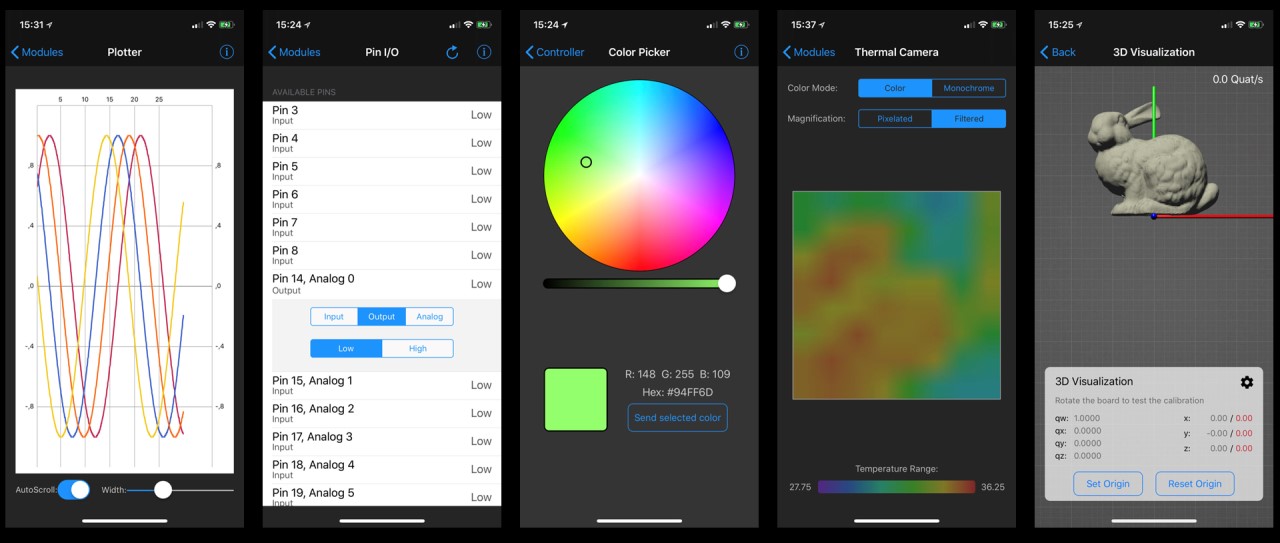 15:31
Modules
Plotter
5 10 15 20 25
,8 ,8
,4 ,4
,0 ,0
-,4 -,4
-,8 -,8
AutoScroll: Width:
15:24
Modules
Pin I/O
AVAILABLE PINS
Pin 3
Input
Low
Pin 4
Input
Low
Pin 5
Input
Low
Pin 6
Input
Low
Pin 7
Input
Low
Pin 8
Input
Low
Pin 14, Analog 0
Output
Low
Input Output Analog
Low High
Pin 15, Analog 1
Input
Low
Pin 16, Analog 2
Input
Low
Pin 17, Analog 3
Input
Low
Pin 18, Analog 4
Input
Low
Pin 19, Analog 5
Input
Low
15:24
Controller
Color Picker
R: 148 G: 255 B: 109
Hex: #94FF6D
Send selected color
15:37
Modules
Thermal Camera
Color Mode: Color Monochrome
Magnification: Pixelated Filtered
Temperature Range:
27.75 36.25
15:25
Back
3D Visualization
0.0 Quat/s
3D Visualization
Rotate the board to test the calibration
qw: 1.0000 x: 0.00 / 0.00
qx: 0.0000 y: -0.00 / 0.00
qy: 0.0000 z: 0.00 / 0.00
qz: 0.0000
Set Origin Reset Origin